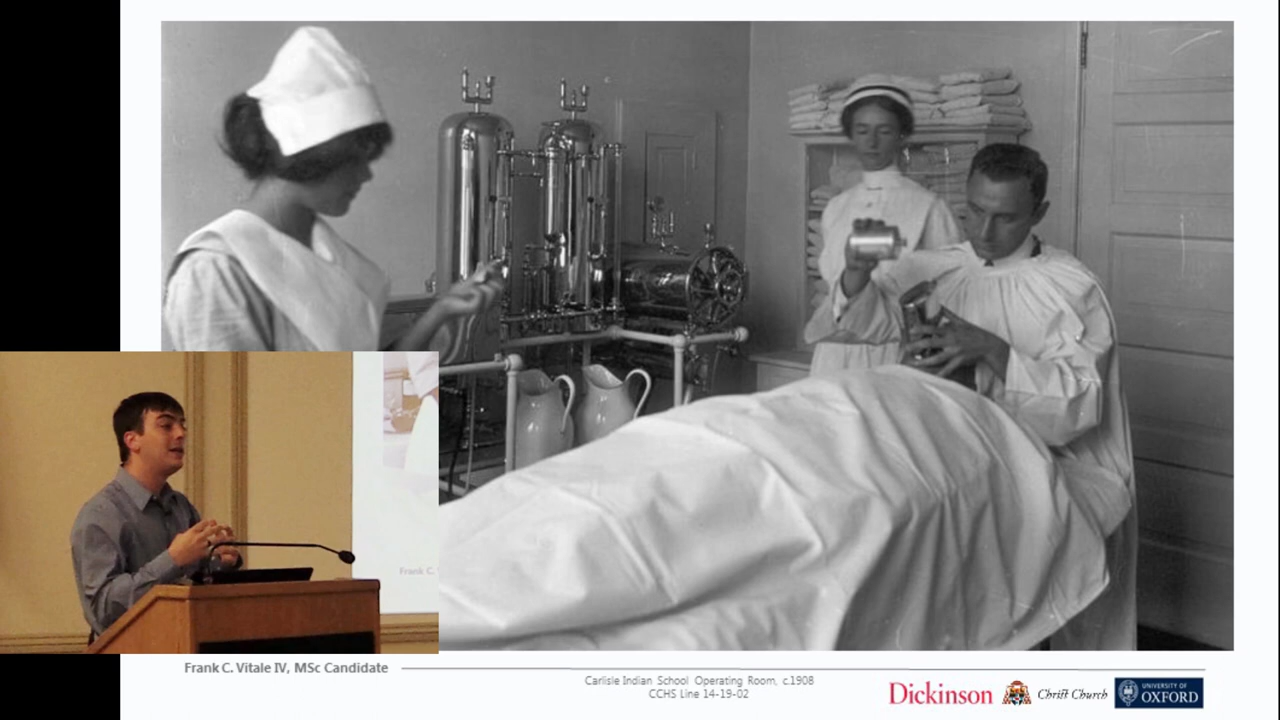 Frank C.
Frank C. Vitale IV, MSc Candidate
Carlisle Indian School Operating Room, c.1908
CCHS Line 14-19-02
Dickinson
Christ Church
UNIVERSITY OF
OXFORD